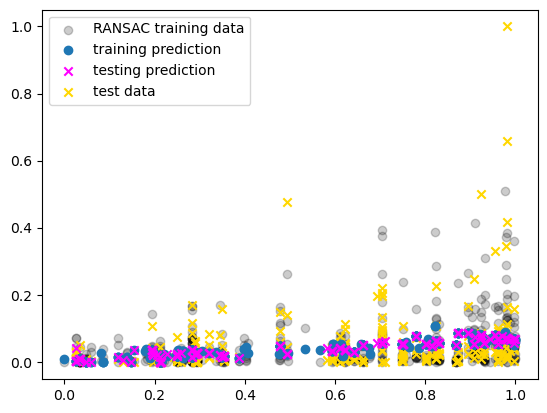 1.0
0.8
0.6
0.4
0.2
0.0
RANSAC training data
training prediction
testing prediction
test data
0.0 0.2 0.4 0.6 0.8 1.0